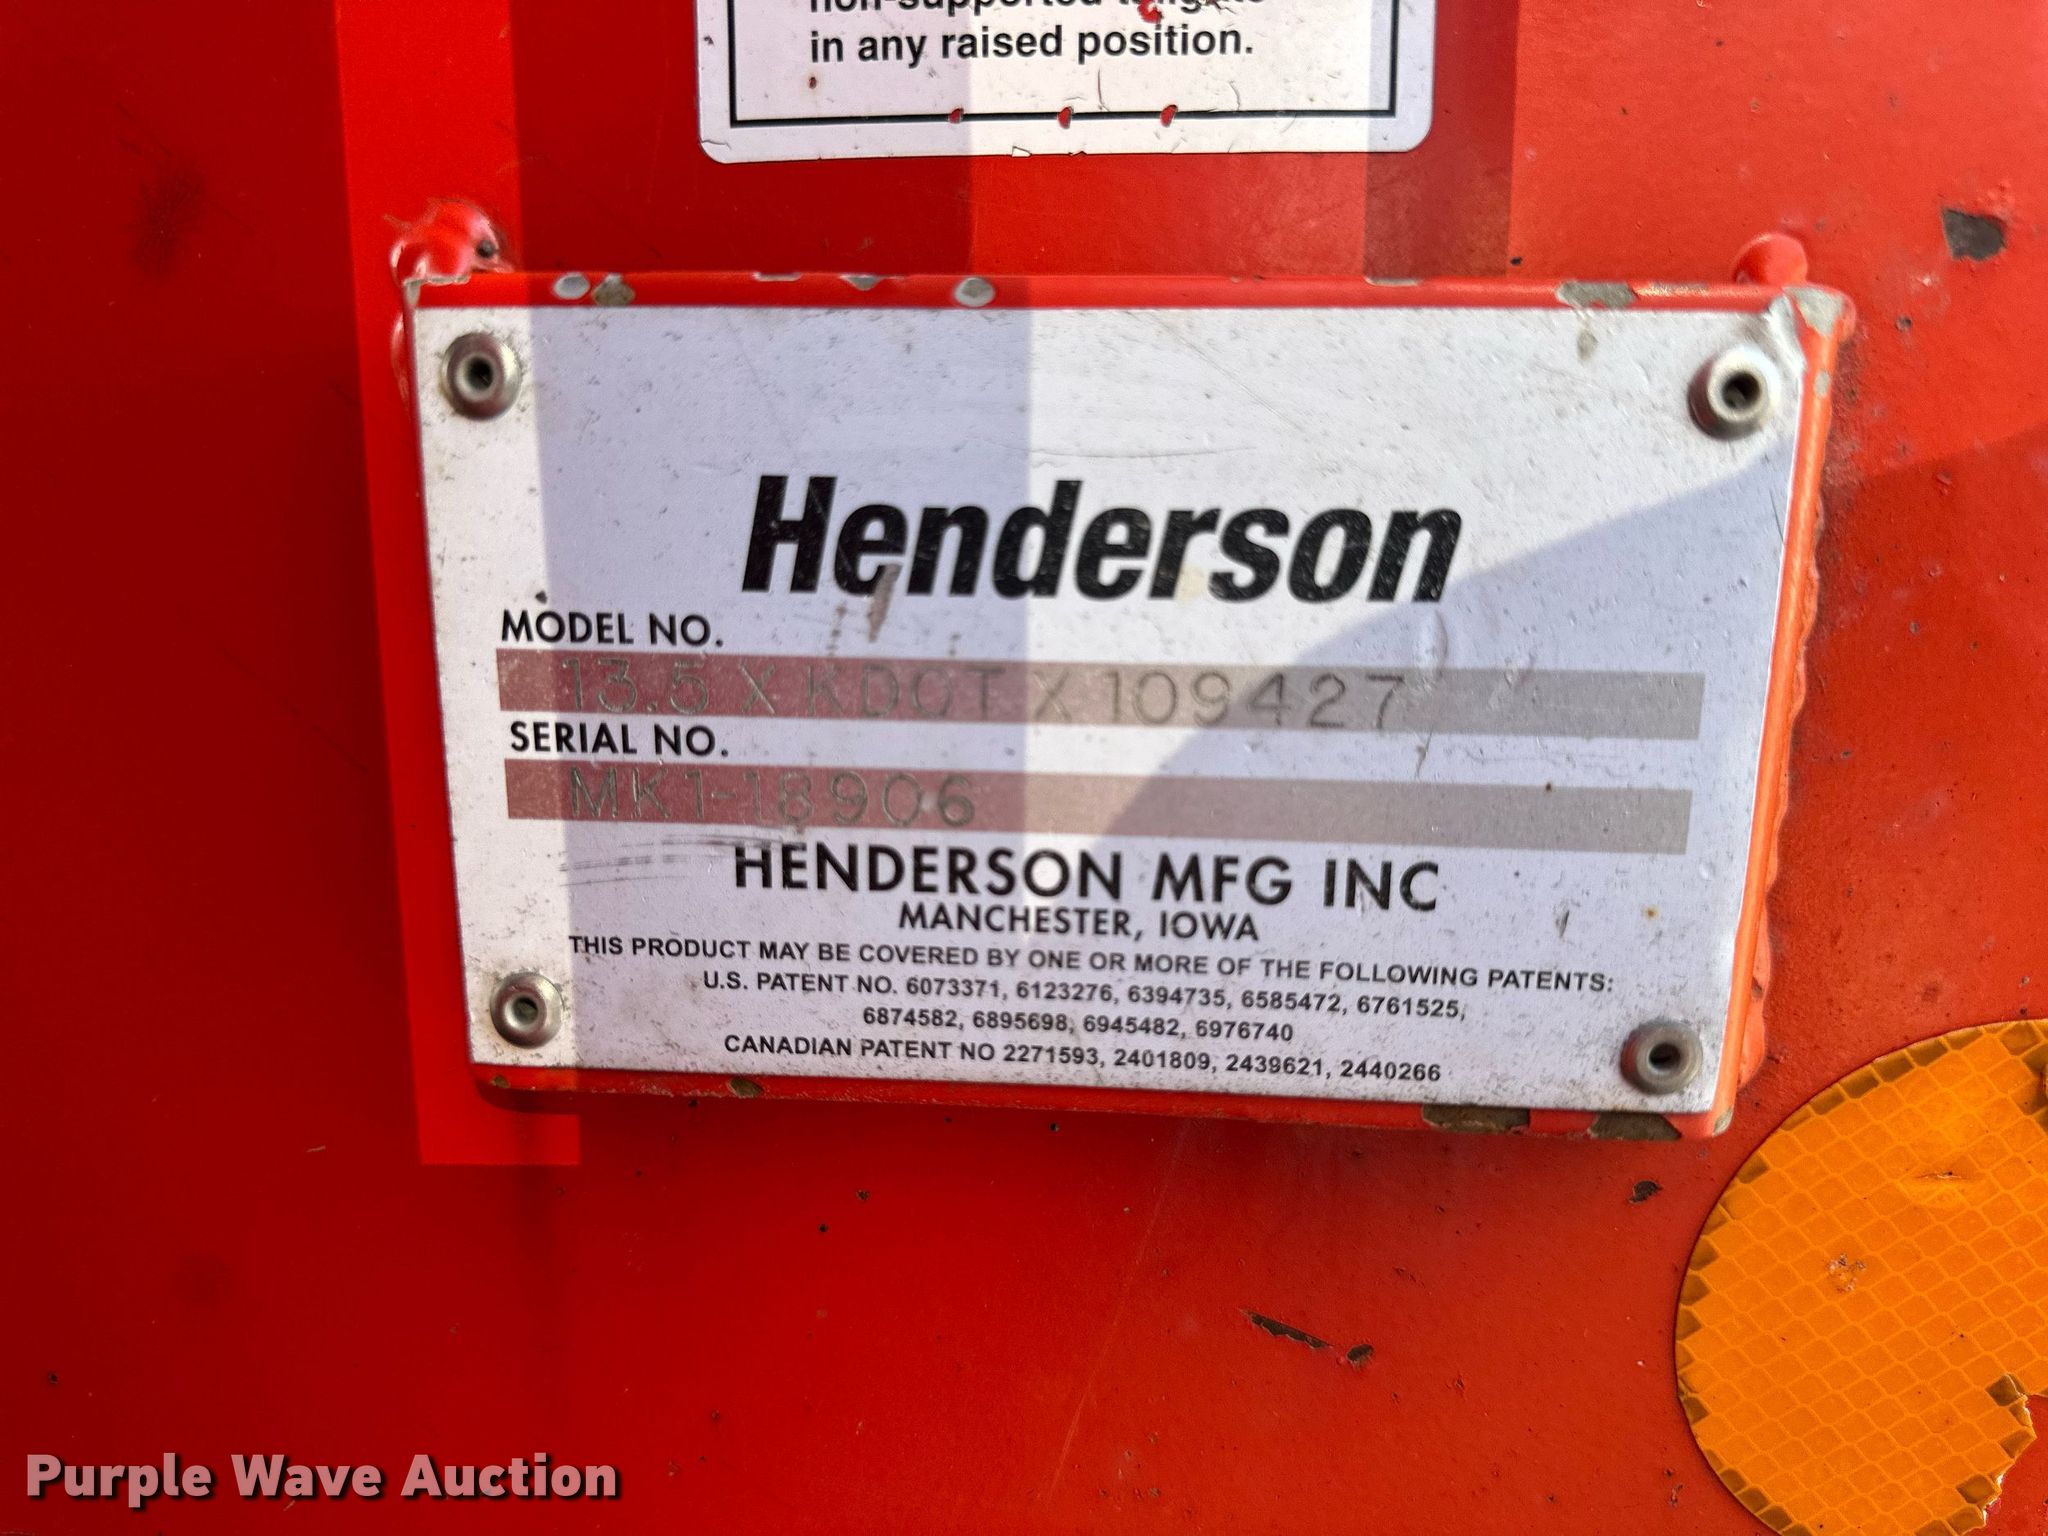 in any raised position.
Henderson
MODEL NO.
13.5 X KDOT X 109427
SERIAL NO.
MK1-18906
HENDERSON MFG INC
MANCHESTER, IOWA
THIS PRODUCT MAY BE COVERED BY ONE OR MORE OF THE FOLLOWING PATENTS:
U.S. PATENT NO. 6073371, 6123276, 6394735, 6585472, 6761525,
6874582, 6895698, 6945482, 6976740
CANADIAN PATENT NO 2271593, 2401809, 2439621, 2440266
Purple Wave Auction